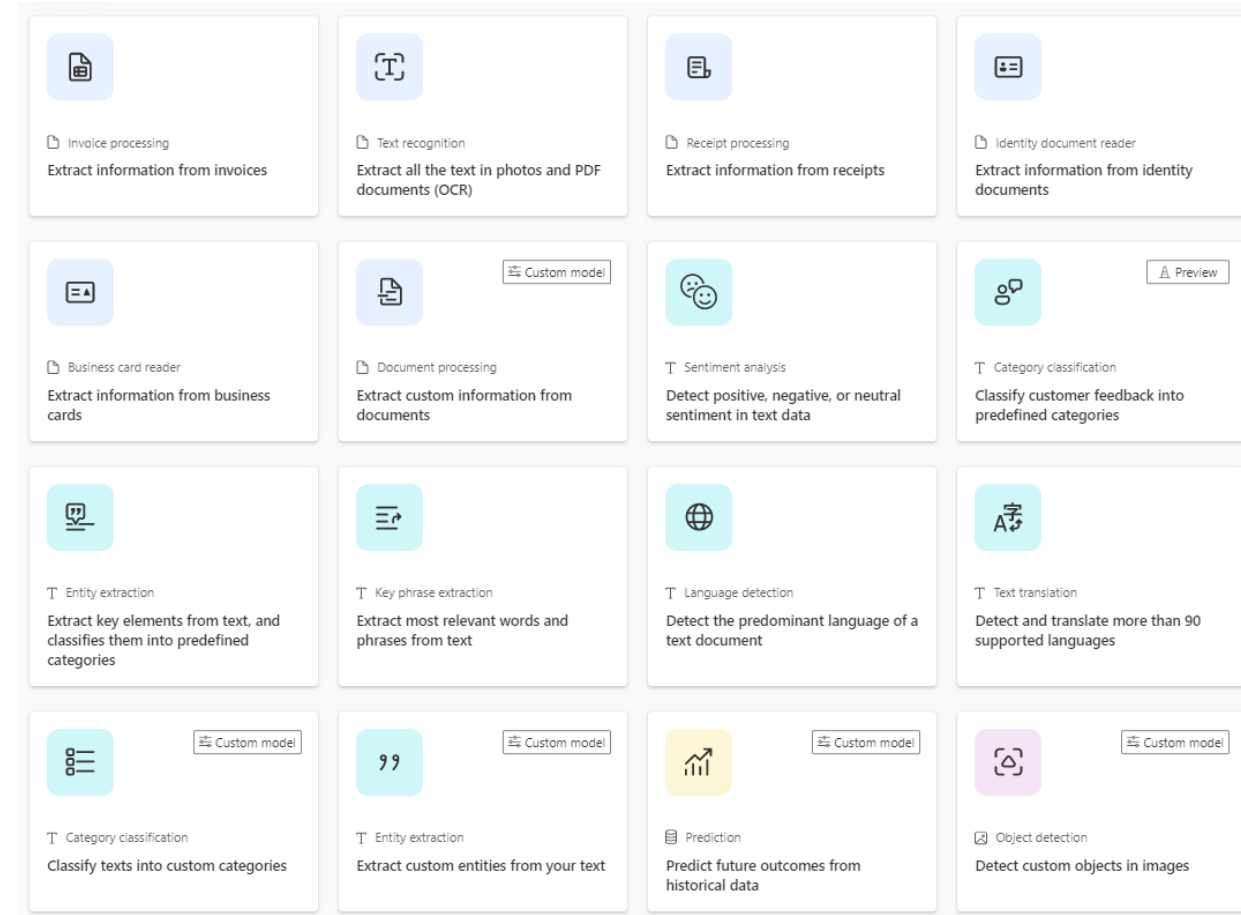 Invoice processing
Extract information from invoices
Text recognition
Extract all the text in photos and PDF
documents (OCR)
Receipt processing
Extract information from receipts
Identity document reader
Extract information from identity
documents
Business card reader
Extract information from business
cards
Custom model
Document processing
Extract custom information from
documents
Sentiment analysis
Detect positive, negative, or neutral
sentiment in text data
Preview
Category classification
Classify customer feedback into
predefined categories
Entity extraction
Extract key elements from text, and
classifies them into predefined
categories
Key phrase extraction
Extract most relevant words and
phrases from text
Language detection
Detect the predominant language of a
text document
A字
Text translation
Detect and translate more than 90
supported languages
Custom model
Category classification
Classify texts into custom categories
Custom model
Entity extraction
Extract custom entities from your text
Custom model
Prediction
Predict future outcomes from
historical data
Custom model
Object detection
Detect custom objects in images